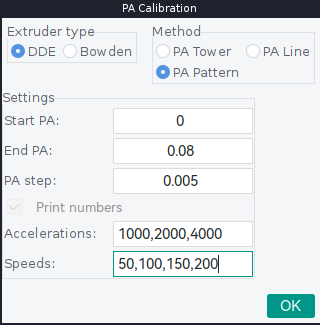 PA Calibration
Extruder type
DDE Bowden
Method
PA Tower PA Line
PA Pattern
Settings
Start PA: 0
End PA: 0.08
PA step: 0.005
Print numbers
Accelerations: 1000,2000,4000
Speeds: 50,100,150,200
OK